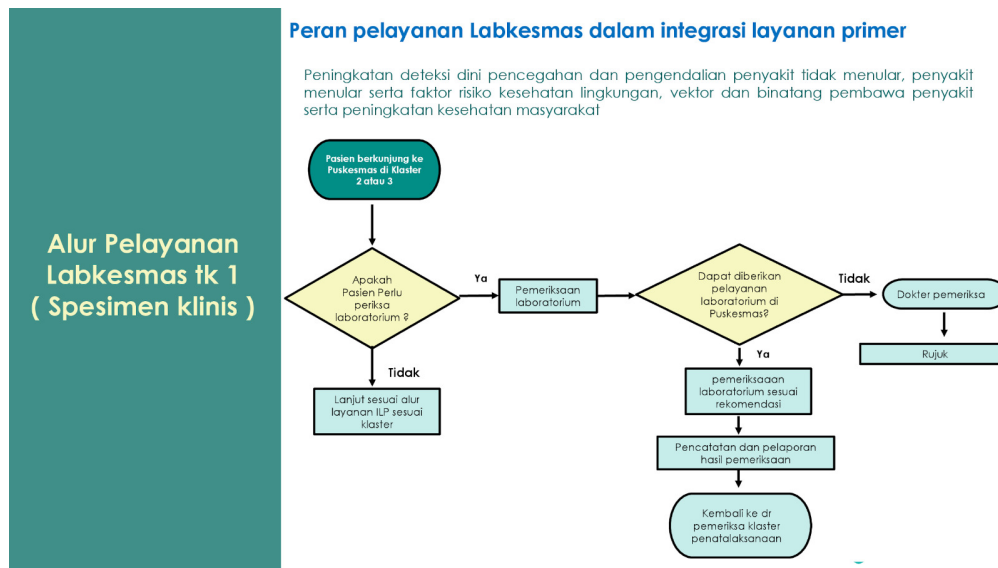 Peran pelayanan Labkesmas dalam integrasi layanan primer
Peningkatan deteksi dini pencegahan dan pengendalian penyakit tidak menular, penyakit
menular serta faktor risiko kesehatan lingkungan, vektor dan binatang pembawa penyakit
serta peningkatan kesehatan masyarakat
Alur Pelayanan
Labkesmas tk 1
( Spesimen klinis )
Pasien berkunjung ke
Puskesmas di Klaster
2 atau 3
Apakah
Pasien Perlu
periksa
laboratorium ?
Ya
Pemeriksaan
laboratorium
Dapat diberikan
pelayanan
laboratorium di
Puskesmas?
Tidak
Dokter pemeriksa
Rujuk
Tidak
Lanjut sesuai alur
layanan ILP sesuai
klaster
Ya
pemeriksaaan
laboratorium sesuai
rekomendasi
Pencatatan dan pelaporan
hasil pemeriksaan
Kembali ke dr
pemeriksa klaster
penatalaksanaan